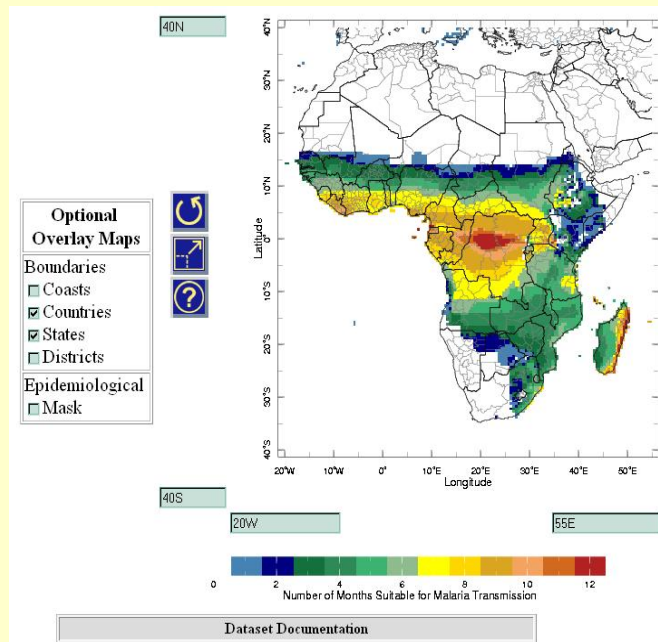 40N
40°N
30°N
20°N
10°N
0°
10°S
20°S
30°S
40°S
Latitude
20°W 10°W 0° 10°E 20°E 30°E 40°E 50°E
Longitude
Optional
Overlay Maps
Boundaries
Coasts
Countries
States
Districts
Epidemiological
Mask
?
40S
20W
55E
0 2 4 6 8 10 12
Number of Months Suitable for Malaria Transmission
Dataset Documentation